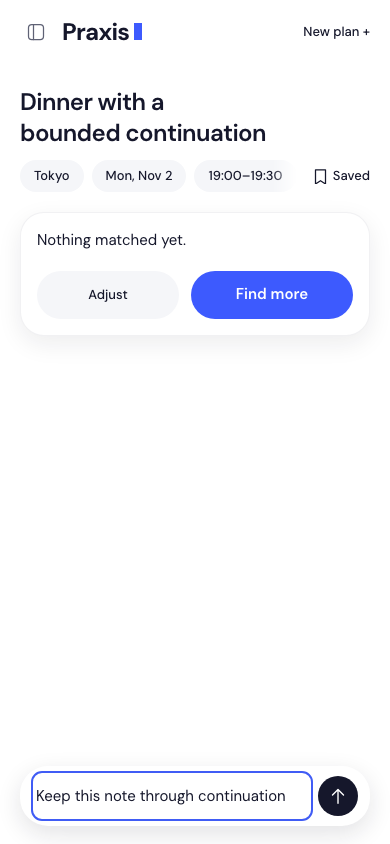 Praxis
New plan +
Dinner with a
bounded continuation
Tokyo
Mon, Nov 2
19:00–19:30
Saved
Nothing matched yet.
Adjust
Find more
Keep this note through continuation